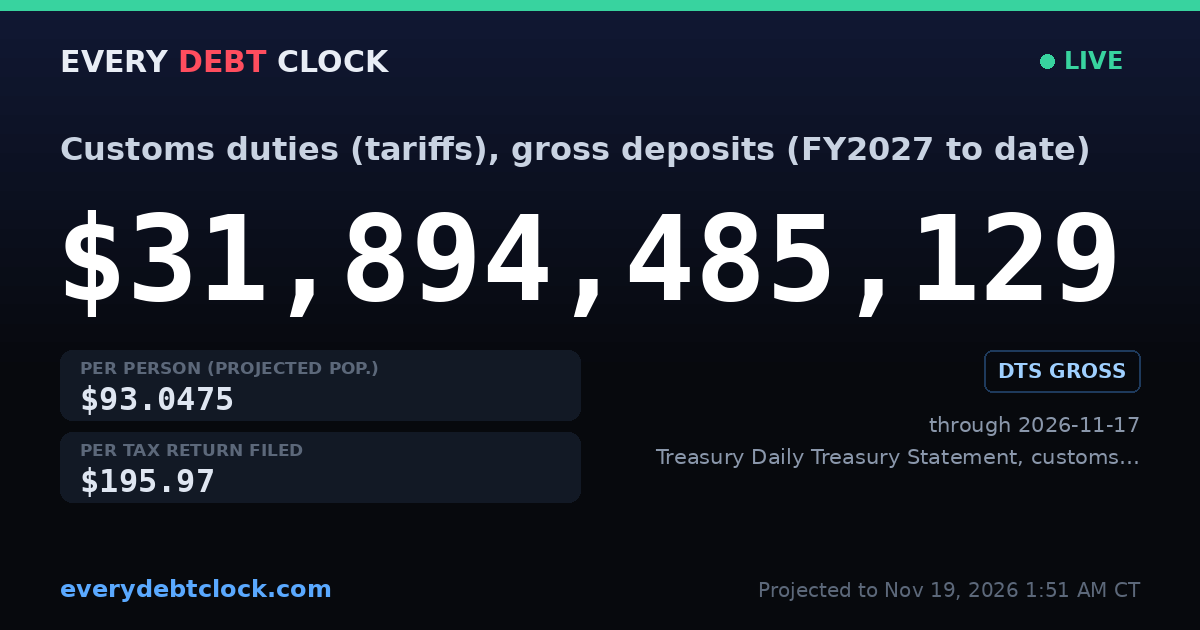 EVERY DEBT CLOCK
LIVE
Customs duties (tariffs), gross deposits (FY2027 to date)
$31,894,485,129
PER PERSON (PROJECTED POP.)
$93.0475
DTS GROSS
through 2026-11-17
PER TAX RETURN FILED
$195.97
Treasury Daily Treasury Statement, customs...
everydebtclock.com
Projected to Nov 19, 2026 1:51 AM CT